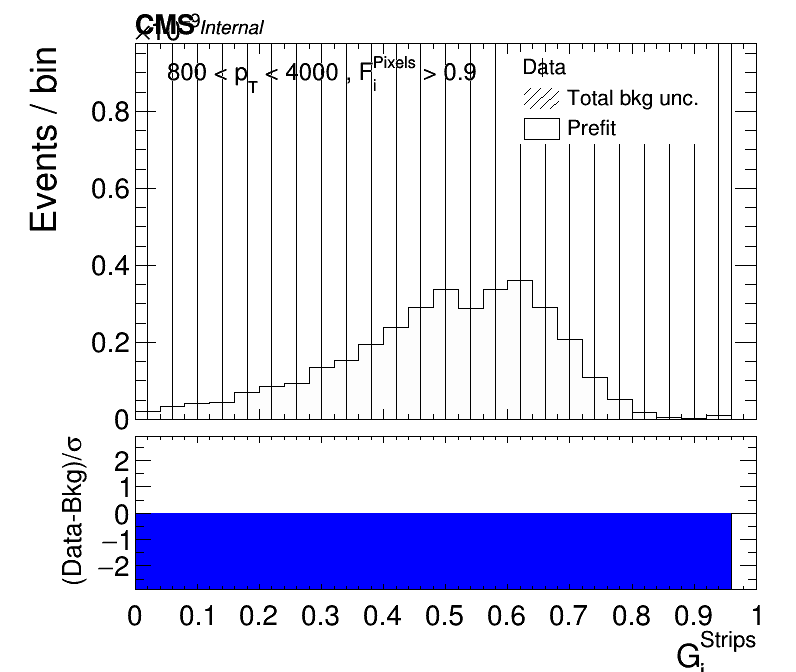 CMS Internal
×10⁻⁹
Events / bin
800 < p_T < 4000 , F_i^Pixels > 0.9
Data
Total bkg unc.
Prefit
0.8
0.6
0.4
0.2
0
(Data-Bkg)/σ
2
1
0
−1
−2
0 0.1 0.2 0.3 0.4 0.5 0.6 0.7 0.8 0.9 1
G_i^Strips